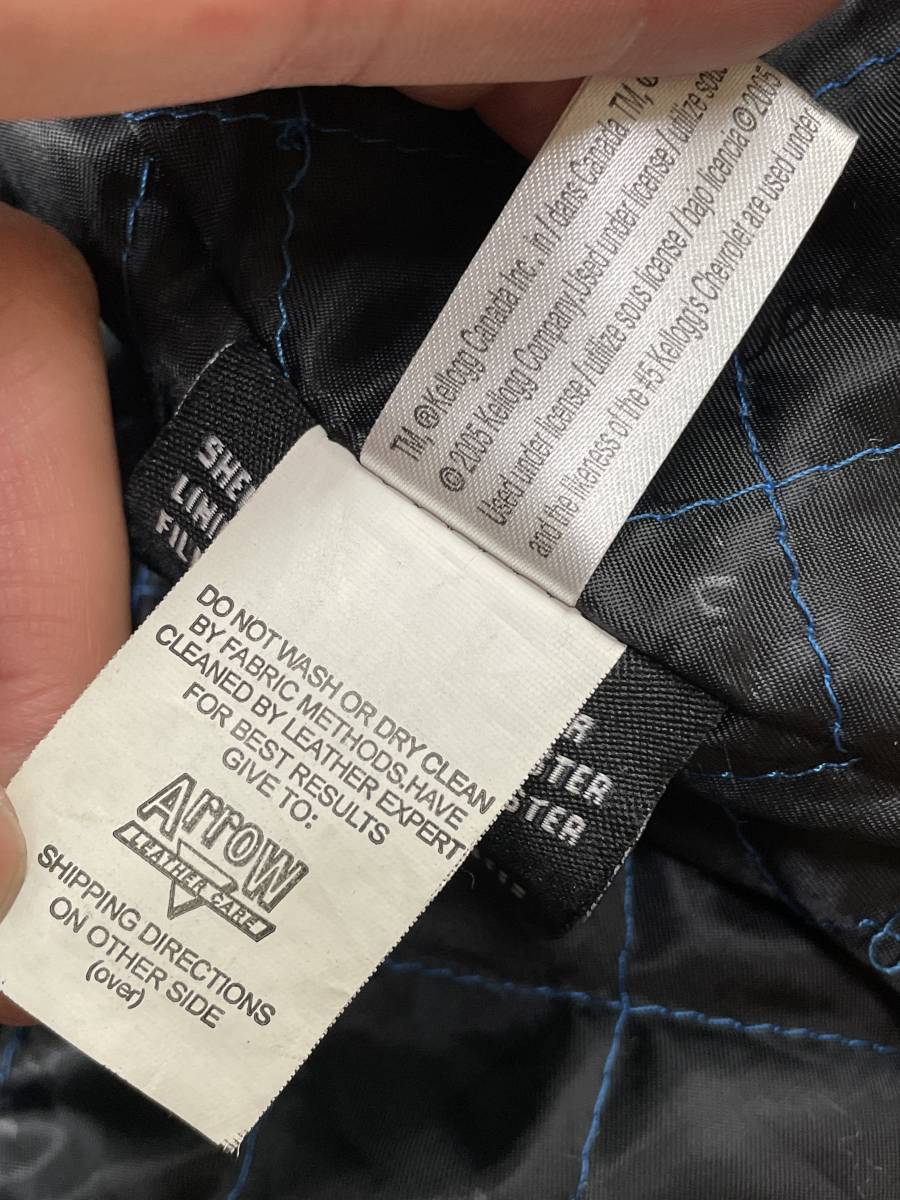 TM, ® Kellogg Canada Inc., in / dans Canada TM, ®
© 2005 Kellogg Company.Used under license / utilize sous
Used under license / utilize sous license / bajo licencia © 2005
and the likeness of the #5 Kellogg's Chevrolet are used under
DO NOT WASH OR DRY CLEAN
BY FABRIC METHODS.HAVE
CLEANED BY LEATHER EXPERT
FOR BEST RESULTS
GIVE TO:
Arrow
LEATHER CARE
SHIPPING DIRECTIONS
ON OTHER SIDE
(over)